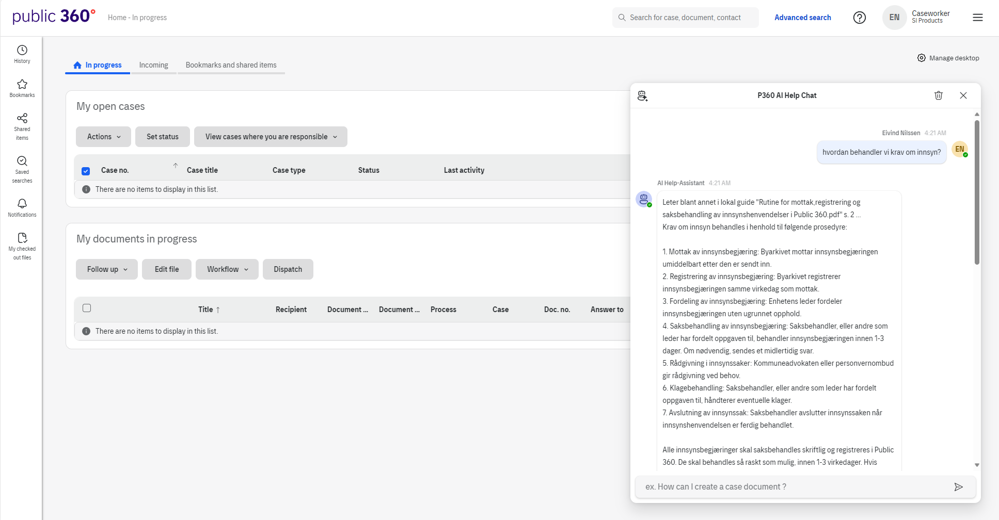 public 360°
Home - In progress
Search for case, document, contact
Advanced search
EN
Caseworker
SI Products
History
Bookmarks
Shared
items
Saved
searches
Notifications
My checked
out files
In progress
Incoming
Bookmarks and shared items
Manage desktop
My open cases
Actions
Set status
View cases where you are responsible
Case no.
Case title
Case type
Status
Last activity
There are no items to display in this list.
My documents in progress
Follow up
Edit file
Workflow
Dispatch
Title
Recipient
Document ...
Document ...
Process
Case
Doc. no.
Answer to
There are no items to display in this list.
P360 AI Help Chat
Eivind Nilssen 4:21 AM
hvordan behandler vi krav om innsyn?
EN
AI Help-Assistant 4:21 AM
Leter blant annet i lokal guide "Rutine for mottak,registrering og
saksbehandling av innsynshenvendelser i Public 360.pdf" s. 2 ...
Krav om innsyn behandles i henhold til følgende prosedyre:
1. Mottak av innsynsbegjæring: Byarkivet mottar innsynsbegjæringen
umiddelbart etter den er sendt inn.
2. Registrering av innsynsbegjæring: Byarkivet registrerer
innsynsbegjæringen samme virkedag som mottak.
3. Fordeling av innsynsbegjæring: Enhetens leder fordeler
innsynsbegjæringen uten ugrunnet opphold.
4. Saksbehandling av innsynsbegjæring: Saksbehandler, eller andre som
leder har fordelt oppgaven til, behandler innsynsbegjæringen innen 1-3
dager. Om nødvendig, sendes et midlertidig svar.
5. Rådgivning i innsynssaker: Kommuneadvokaten eller personvernombud
gir rådgivning ved behov.
6. Klagebehandling: Saksbehandler, eller andre som leder har fordelt
oppgaven til, håndterer eventuelle klager.
7. Avslutning av innsynssak: Saksbehandler avslutter innsynssaken når
innsynshenvendelsen er ferdig behandlet.
Alle innsynsbegjæringer skal saksbehandles skriftlig og registreres i Public
360. De skal behandles så raskt som mulig, innen 1-3 virkedager. Hvis
ex. How can I create a case document ?